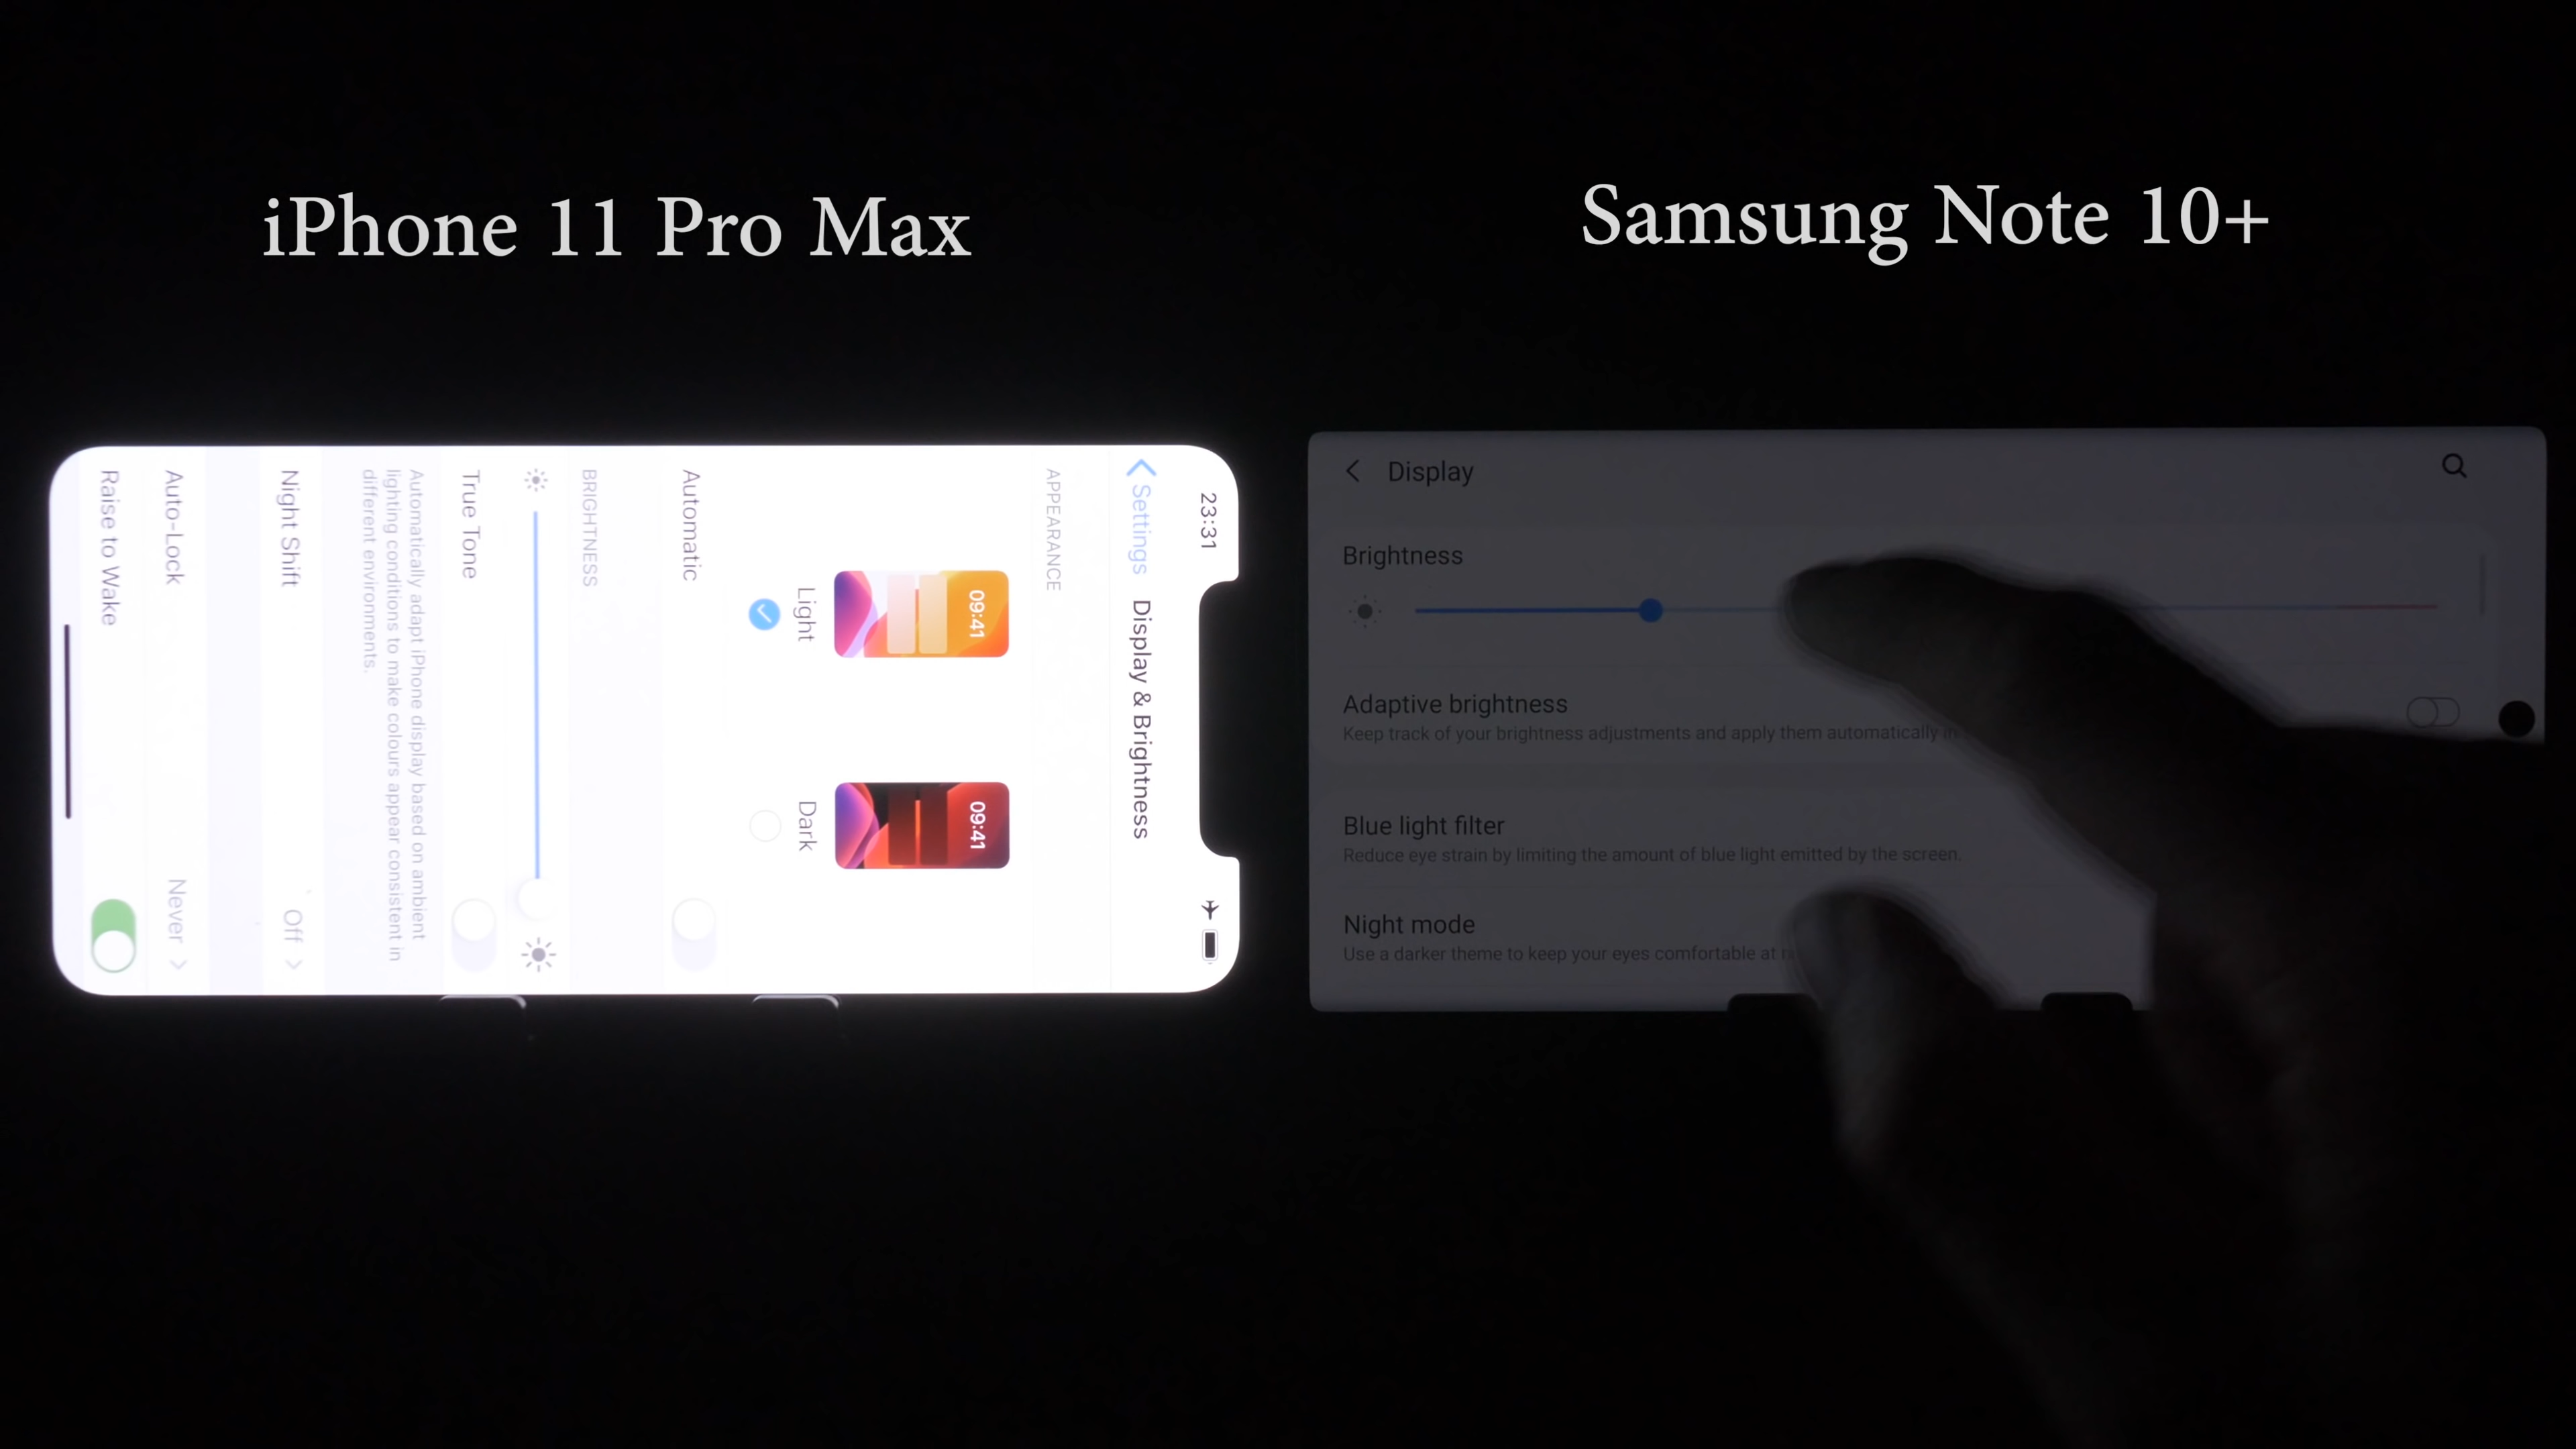 iPhone 11 Pro Max
Samsung Note 10+
23:31
Settings
Display & Brightness
APPEARANCE
09:41
09:41
Light
Dark
Automatic
BRIGHTNESS
True Tone
Automatically adapt iPhone display based on ambient
lighting conditions to make colours appear consistent in
different environments.
Night Shift
Off
Auto-Lock
Never
Raise to Wake
Display
Brightness
Adaptive brightness
Keep track of your brightness adjustments and apply them automatically
Blue light filter
Reduce eye strain by limiting the amount of blue light emitted by the screen.
Night mode
Use a darker theme to keep your eyes comfortable at